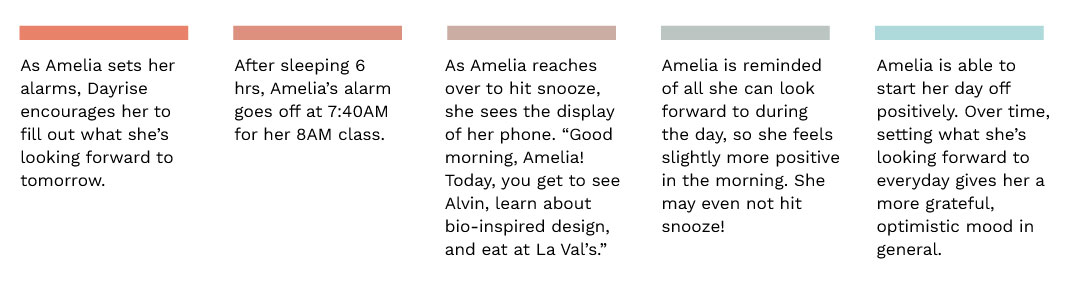 As Amelia sets her
alarms, Dayrise
encourages her to
fill out what she’s
looking forward to
tomorrow.
After sleeping 6
hrs, Amelia’s alarm
goes off at 7:40AM
for her 8AM class.
As Amelia reaches
over to hit snooze,
she sees the display
of her phone. “Good
morning, Amelia!
Today, you get to see
Alvin, learn about
bio-inspired design,
and eat at La Val’s.”
Amelia is reminded
of all she can look
forward to during
the day, so she feels
slightly more positive
in the morning. She
may even not hit
snooze!
Amelia is able to
start her day off
positively. Over time,
setting what she’s
looking forward to
everyday gives her a
more grateful,
optimistic mood in
general.